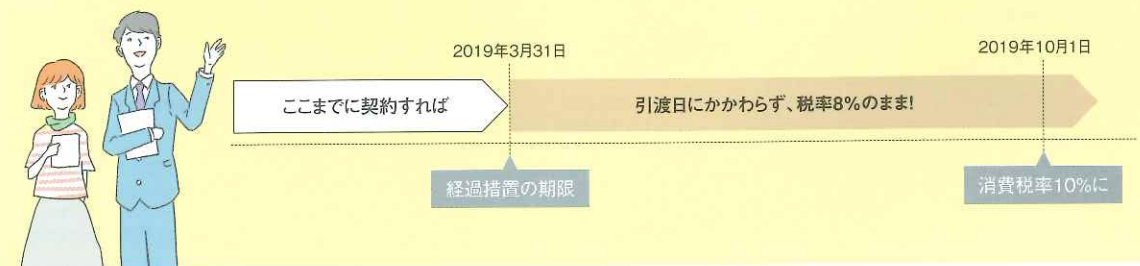 2019年3月31日
2019年10月1日
ここまでに契約すれば
引渡日にかかわらず、税率8%のまま!
経過措置の期限
消費税率10%に